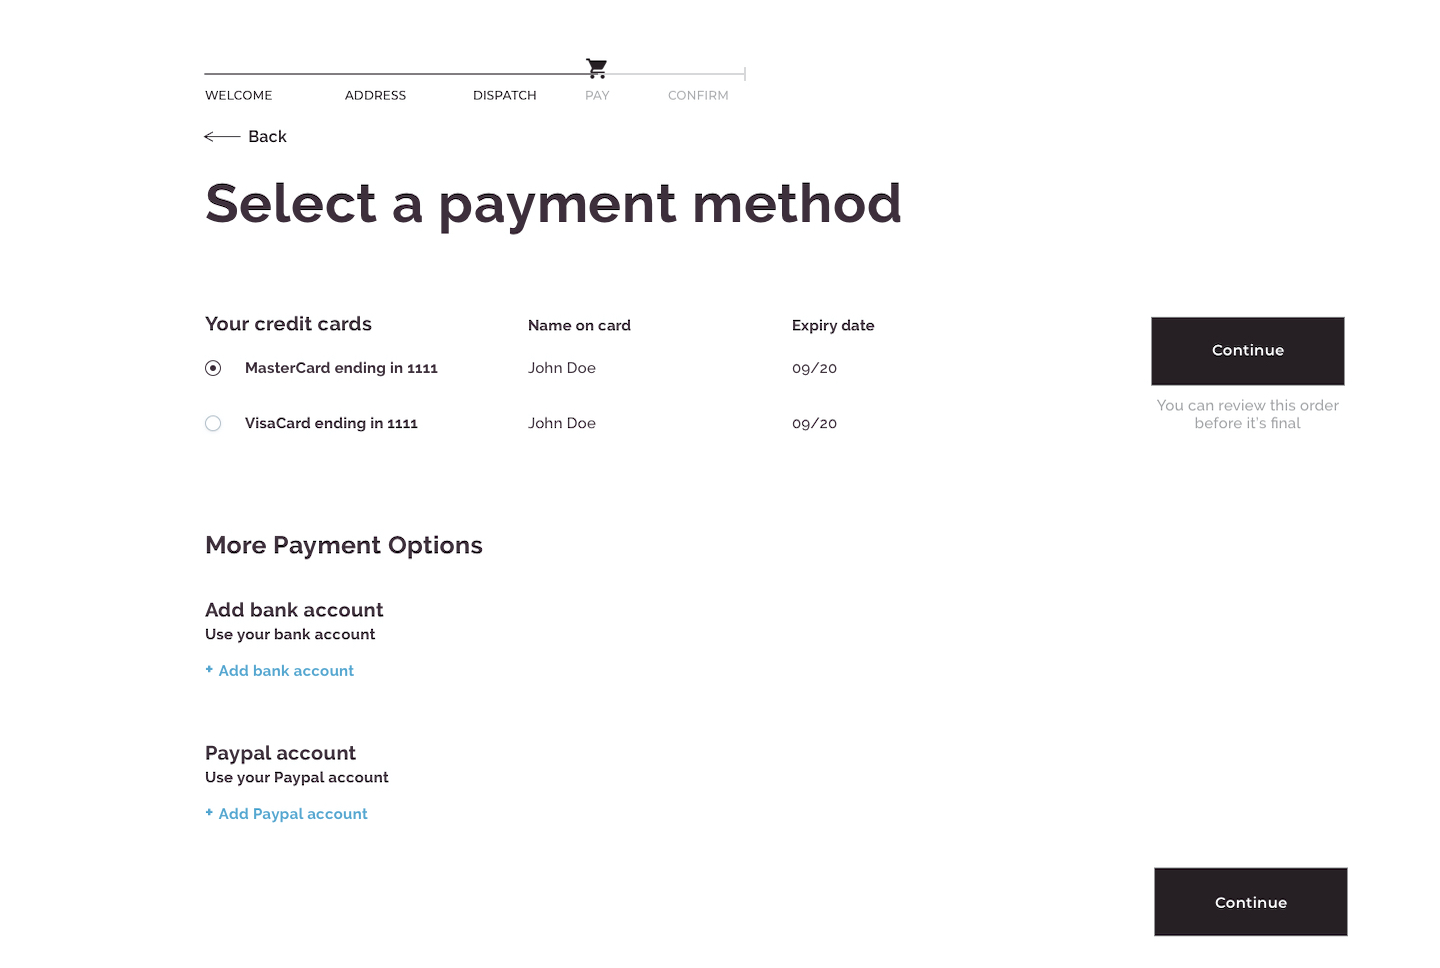 WELCOME ADDRESS DISPATCH PAY CONFIRM
Back
Select a payment method
Your credit cards Name on card Expiry date
MasterCard ending in 1111 John Doe 09/20
VisaCard ending in 1111 John Doe 09/20
Continue
You can review this order
before it's final
More Payment Options
Add bank account
Use your bank account
+ Add bank account
Paypal account
Use your Paypal account
+ Add Paypal account
Continue